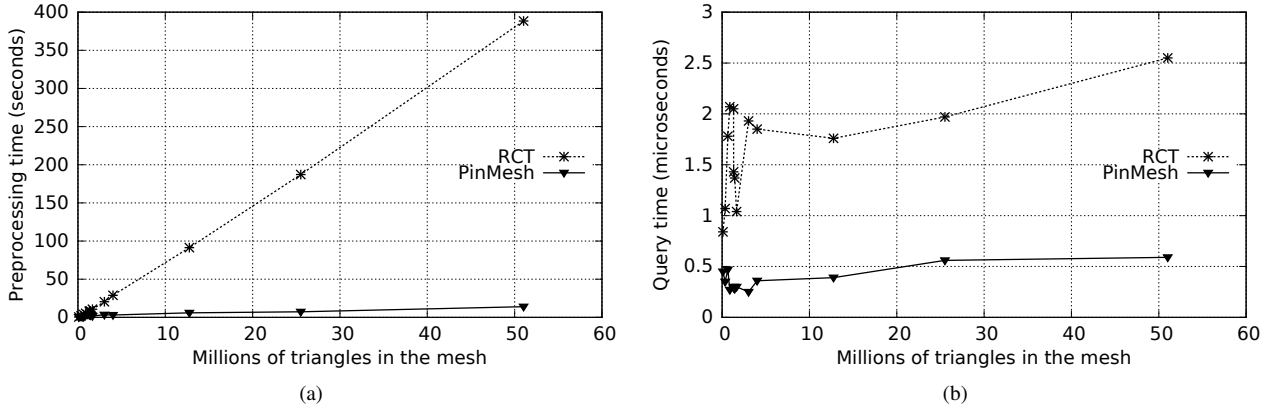 400
350
300
250
200
150
100
50
0
Preprocessing time (seconds)
RCT
PinMesh
0 10 20 30 40 50 60
Millions of triangles in the mesh
(a)
3
2.5
2
1.5
1
0.5
0
Query time (microseconds)
RCT
PinMesh
0 10 20 30 40 50 60
Millions of triangles in the mesh
(b)